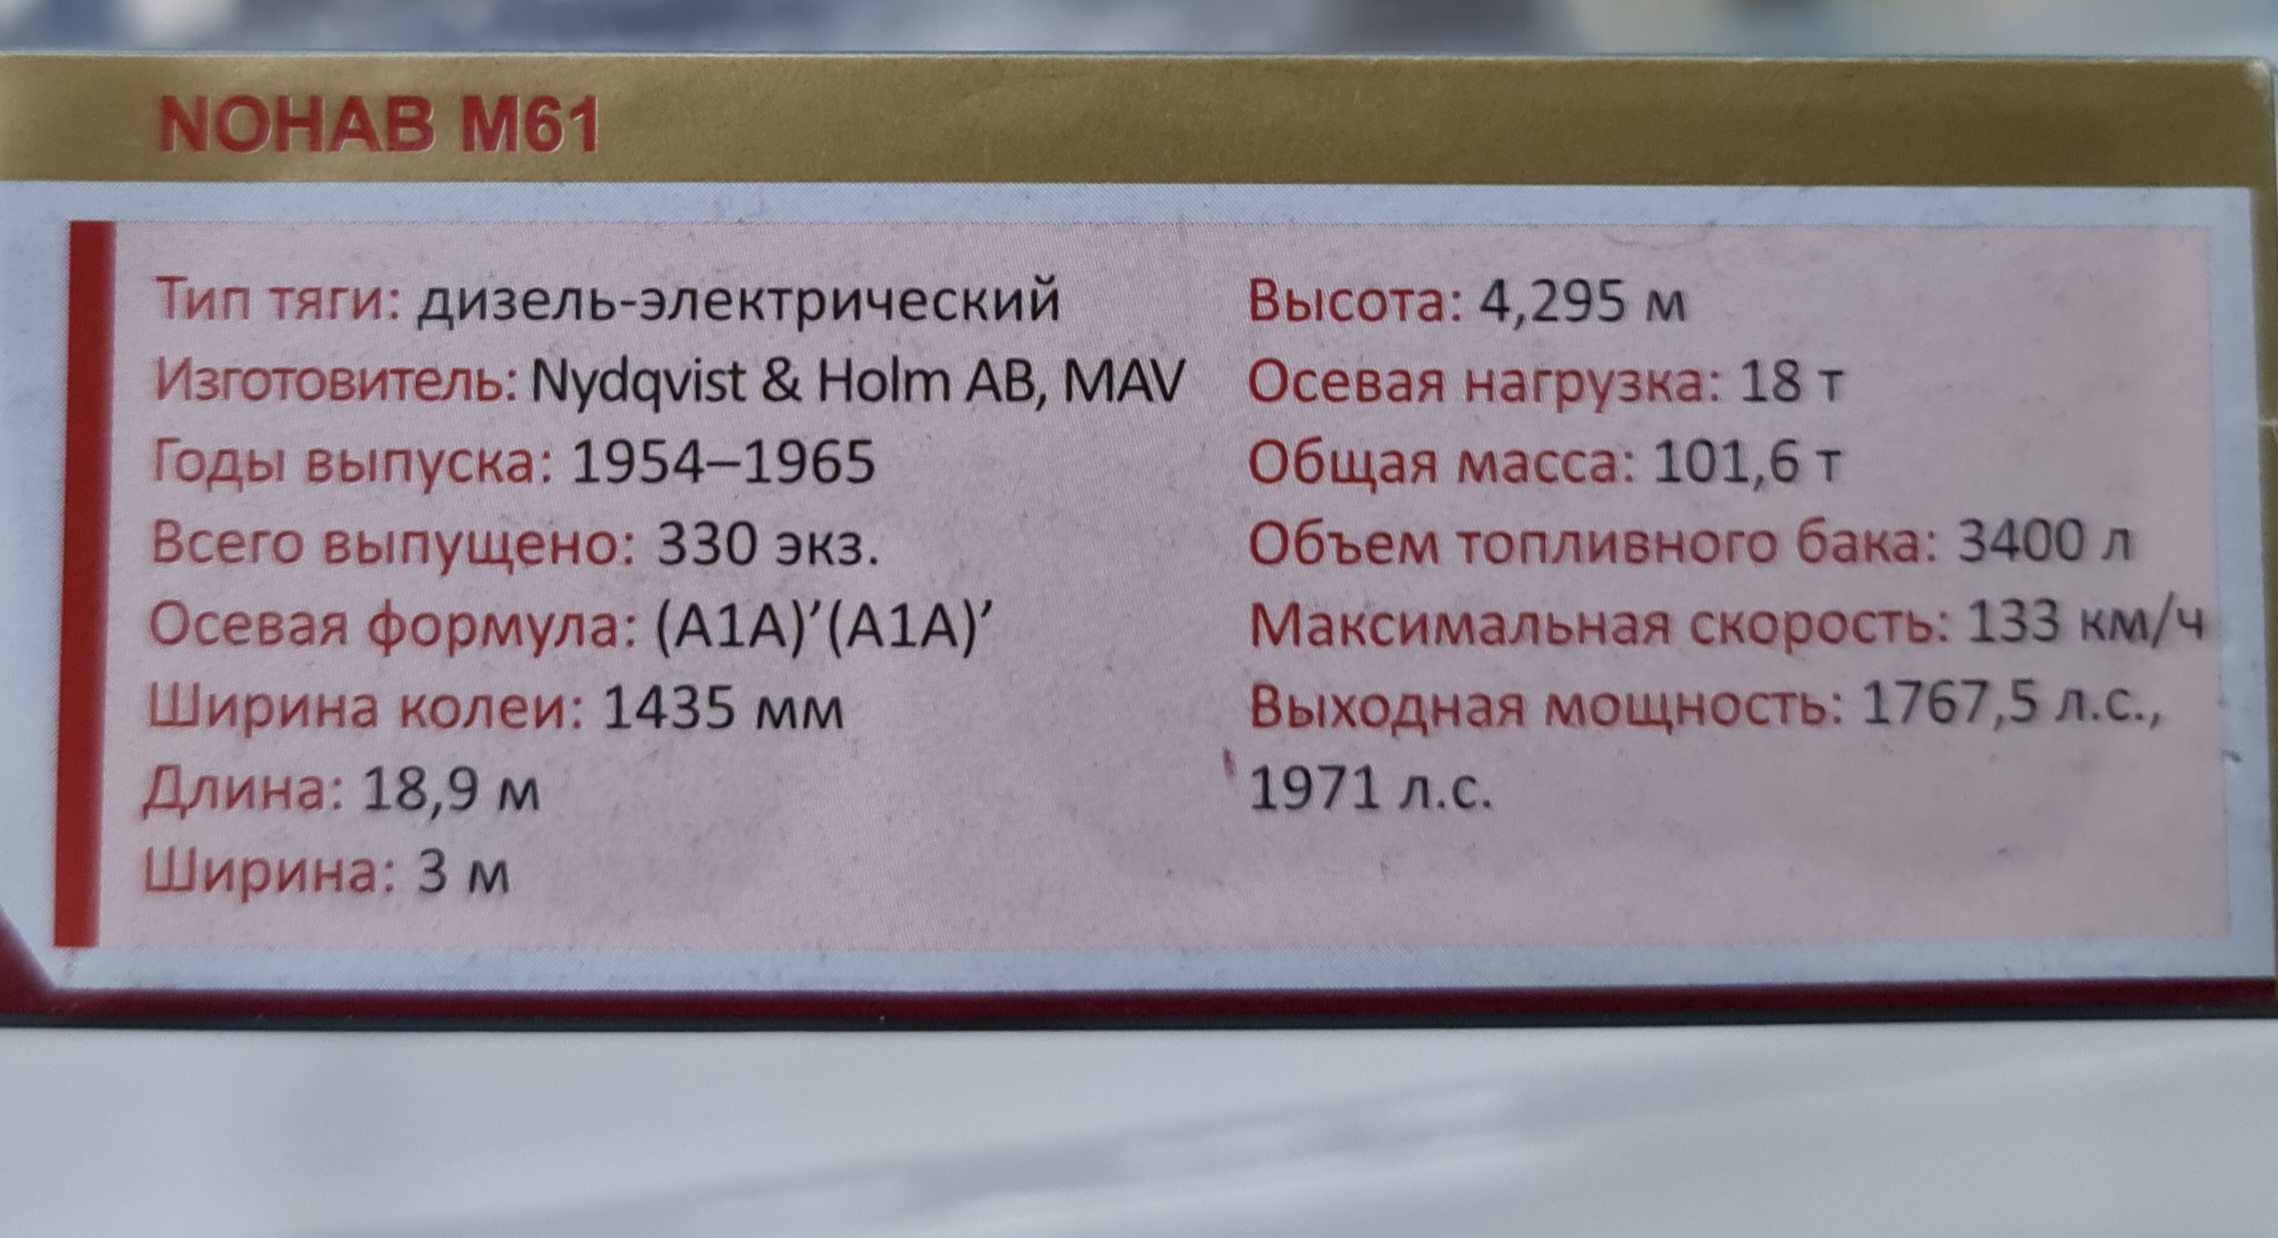 NOHAB M61
Тип тяги: дизель-электрический
Изготовитель: Nydqvist & Holm AB, MAV
Годы выпуска: 1954–1965
Всего выпущено: 330 экз.
Осевая формула: (A1A)’(A1A)’
Ширина колеи: 1435 мм
Длина: 18,9 м
Ширина: 3 м
Высота: 4,295 м
Осевая нагрузка: 18 т
Общая масса: 101,6 т
Объем топливного бака: 3400 л
Максимальная скорость: 133 км/ч
Выходная мощность: 1767,5 л.с.,
1971 л.с.